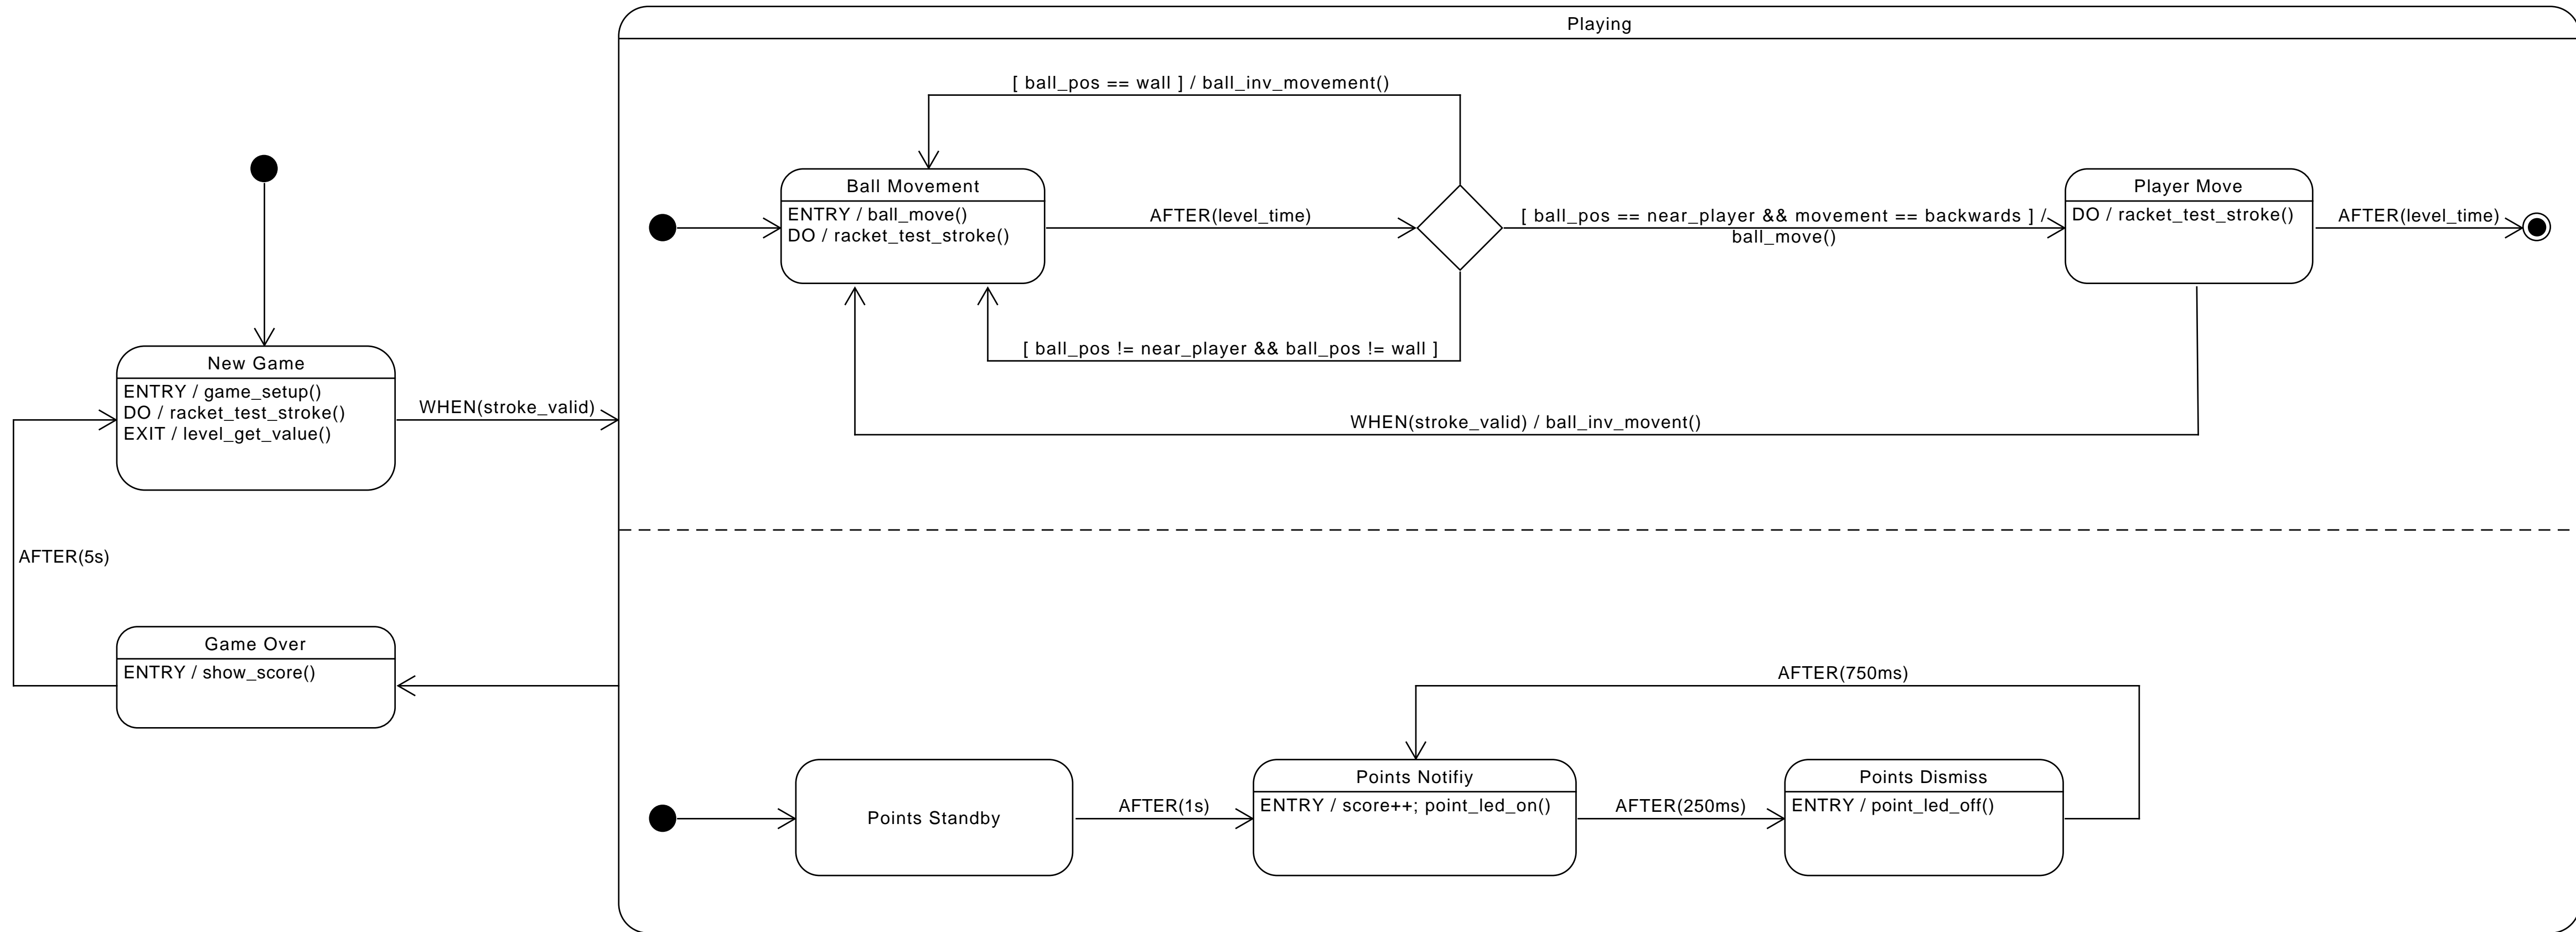 Playing
[ ball_pos == wall ] / ball_inv_movement()
Ball Movement
ENTRY / ball_move()
DO / racket_test_stroke()
AFTER(level_time)
[ ball_pos == near_player && movement == backwards ] /
ball_move()
Player Move
DO / racket_test_stroke()
AFTER(level_time)
[ ball_pos != near_player && ball_pos != wall ]
WHEN(stroke_valid) / ball_inv_movent()
New Game
ENTRY / game_setup()
DO / racket_test_stroke()
EXIT / level_get_value()
WHEN(stroke_valid)
AFTER(5s)
Game Over
ENTRY / show_score()
AFTER(750ms)
Points Standby
AFTER(1s)
Points Notifiy
ENTRY / score++; point_led_on()
AFTER(250ms)
Points Dismiss
ENTRY / point_led_off()